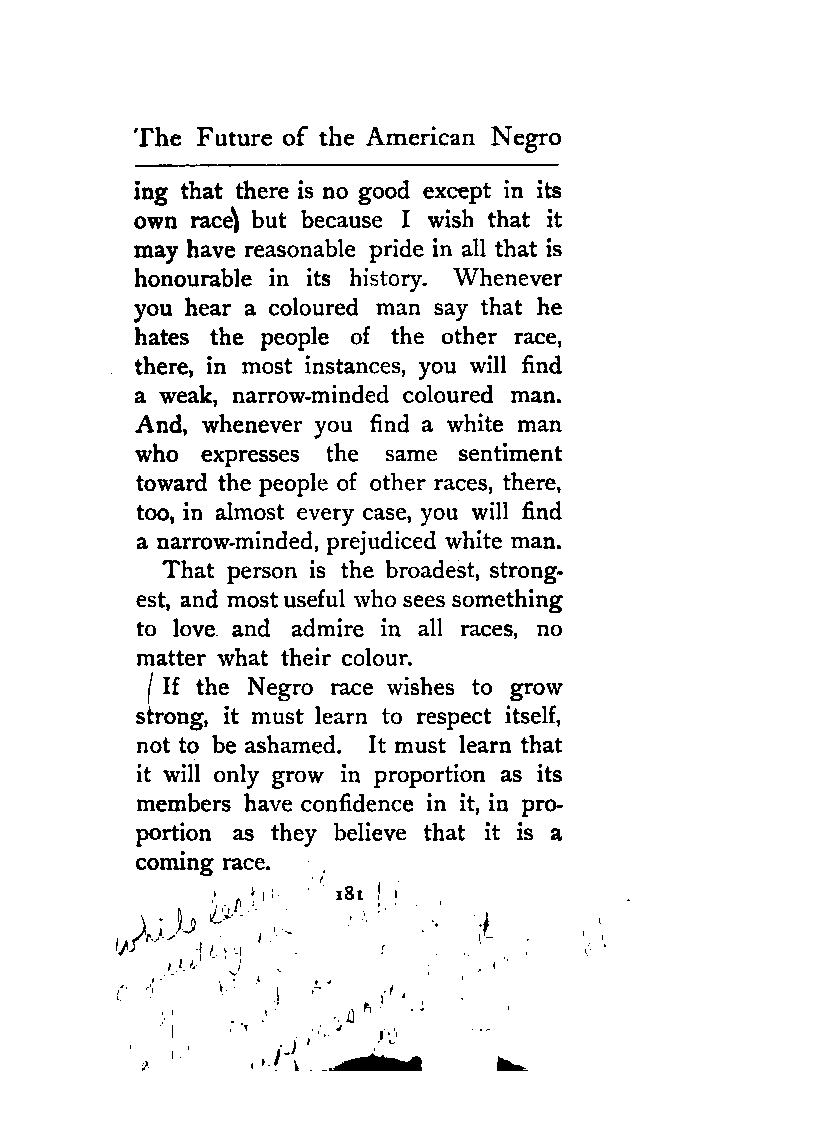 The Future of the American Negro
ing that there is no good except in its
own race) but because I wish that it
may have reasonable pride in all that is
honourable in its history. Whenever
you hear a coloured man say that he
hates the people of the other race,
there, in most instances, you will find
a weak, narrow-minded coloured man.
And, whenever you find a white man
who expresses the same sentiment
toward the people of other races, there,
too, in almost every case, you will find
a narrow-minded, prejudiced white man.
That person is the broadest, strong-
est, and most useful who sees something
to love and admire in all races, no
matter what their colour.
If the Negro race wishes to grow
strong, it must learn to respect itself,
not to be ashamed. It must learn that
it will only grow in proportion as its
members have confidence in it, in pro-
portion as they believe that it is a
coming race.
181
while